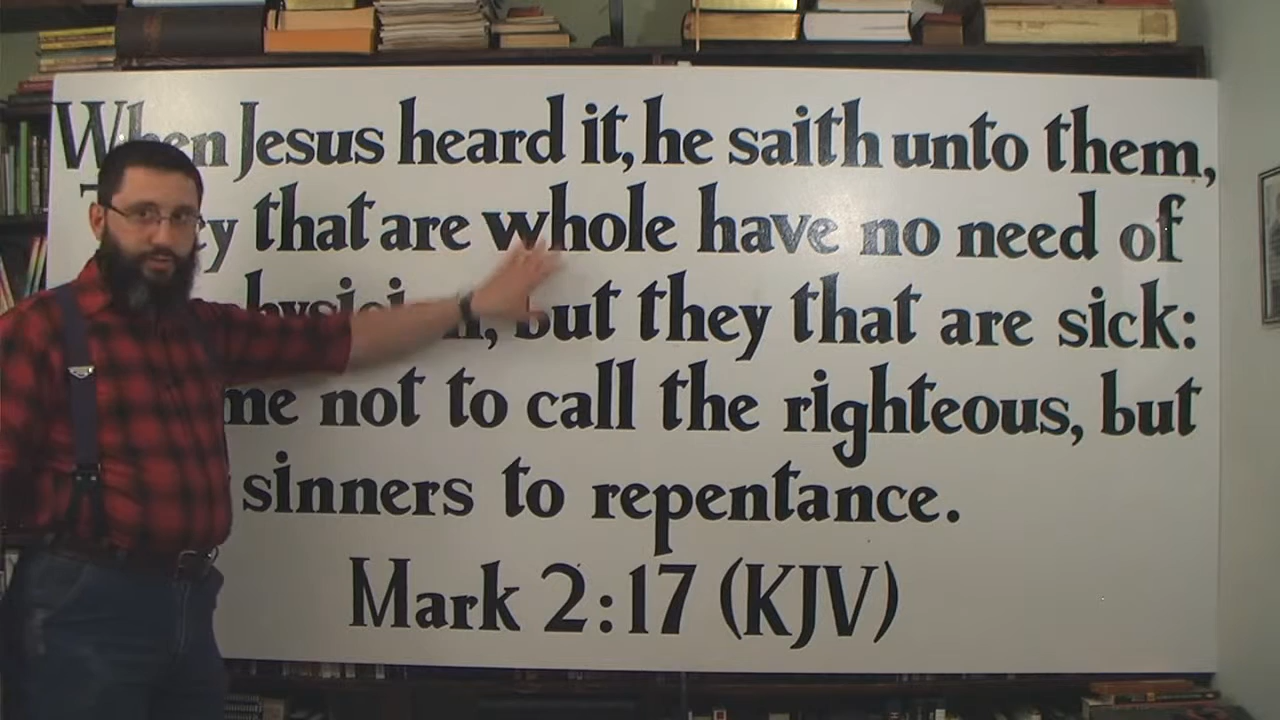 When Jesus heard it, he saith unto them,
that are whole have no need of
physician, but they that are sick:
not to call the righteous, but
sinners to repentance.
Mark 2:17 (KJV)